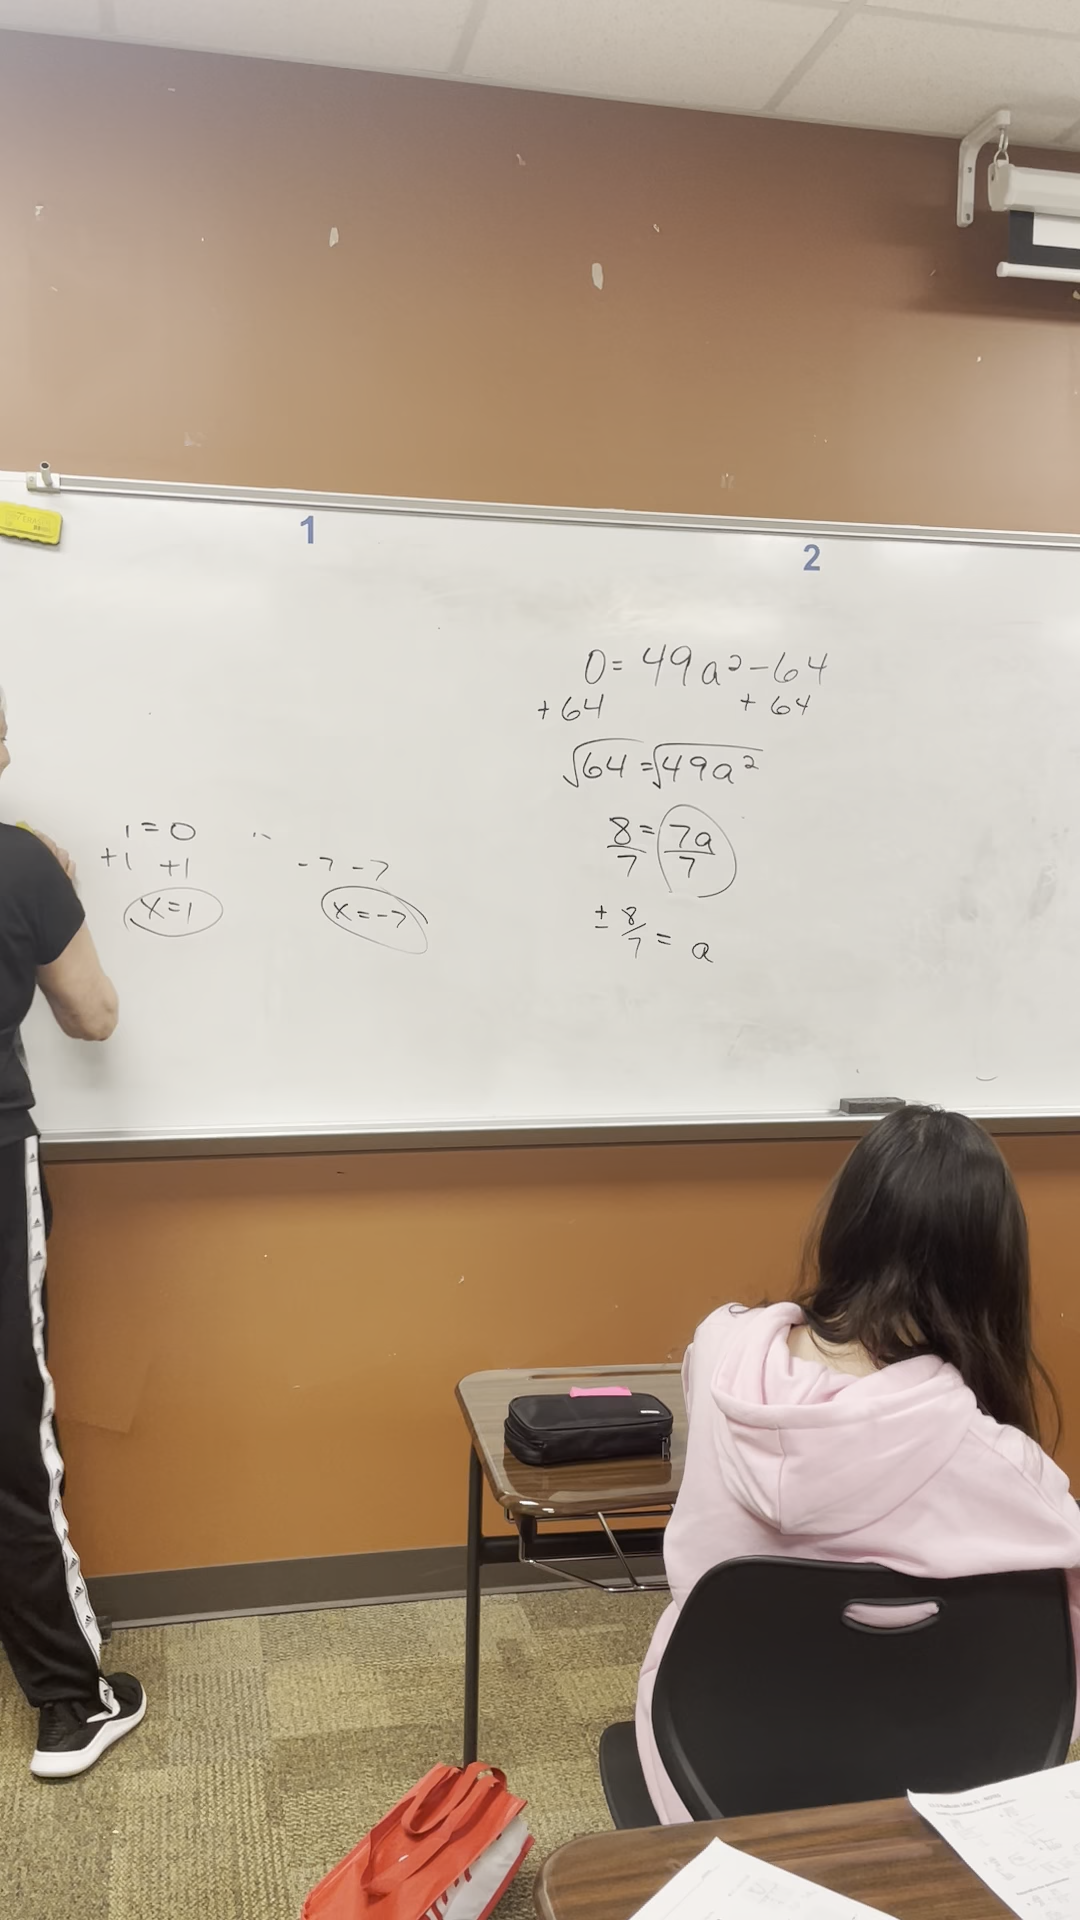 1
2
0 = 49a² - 64
+ 64 + 64
√64 = √49a²
8/7 = 7a/7
± 8/7 = a
1 = 0
+1 +1
x = 1
-7 -7
x = -7